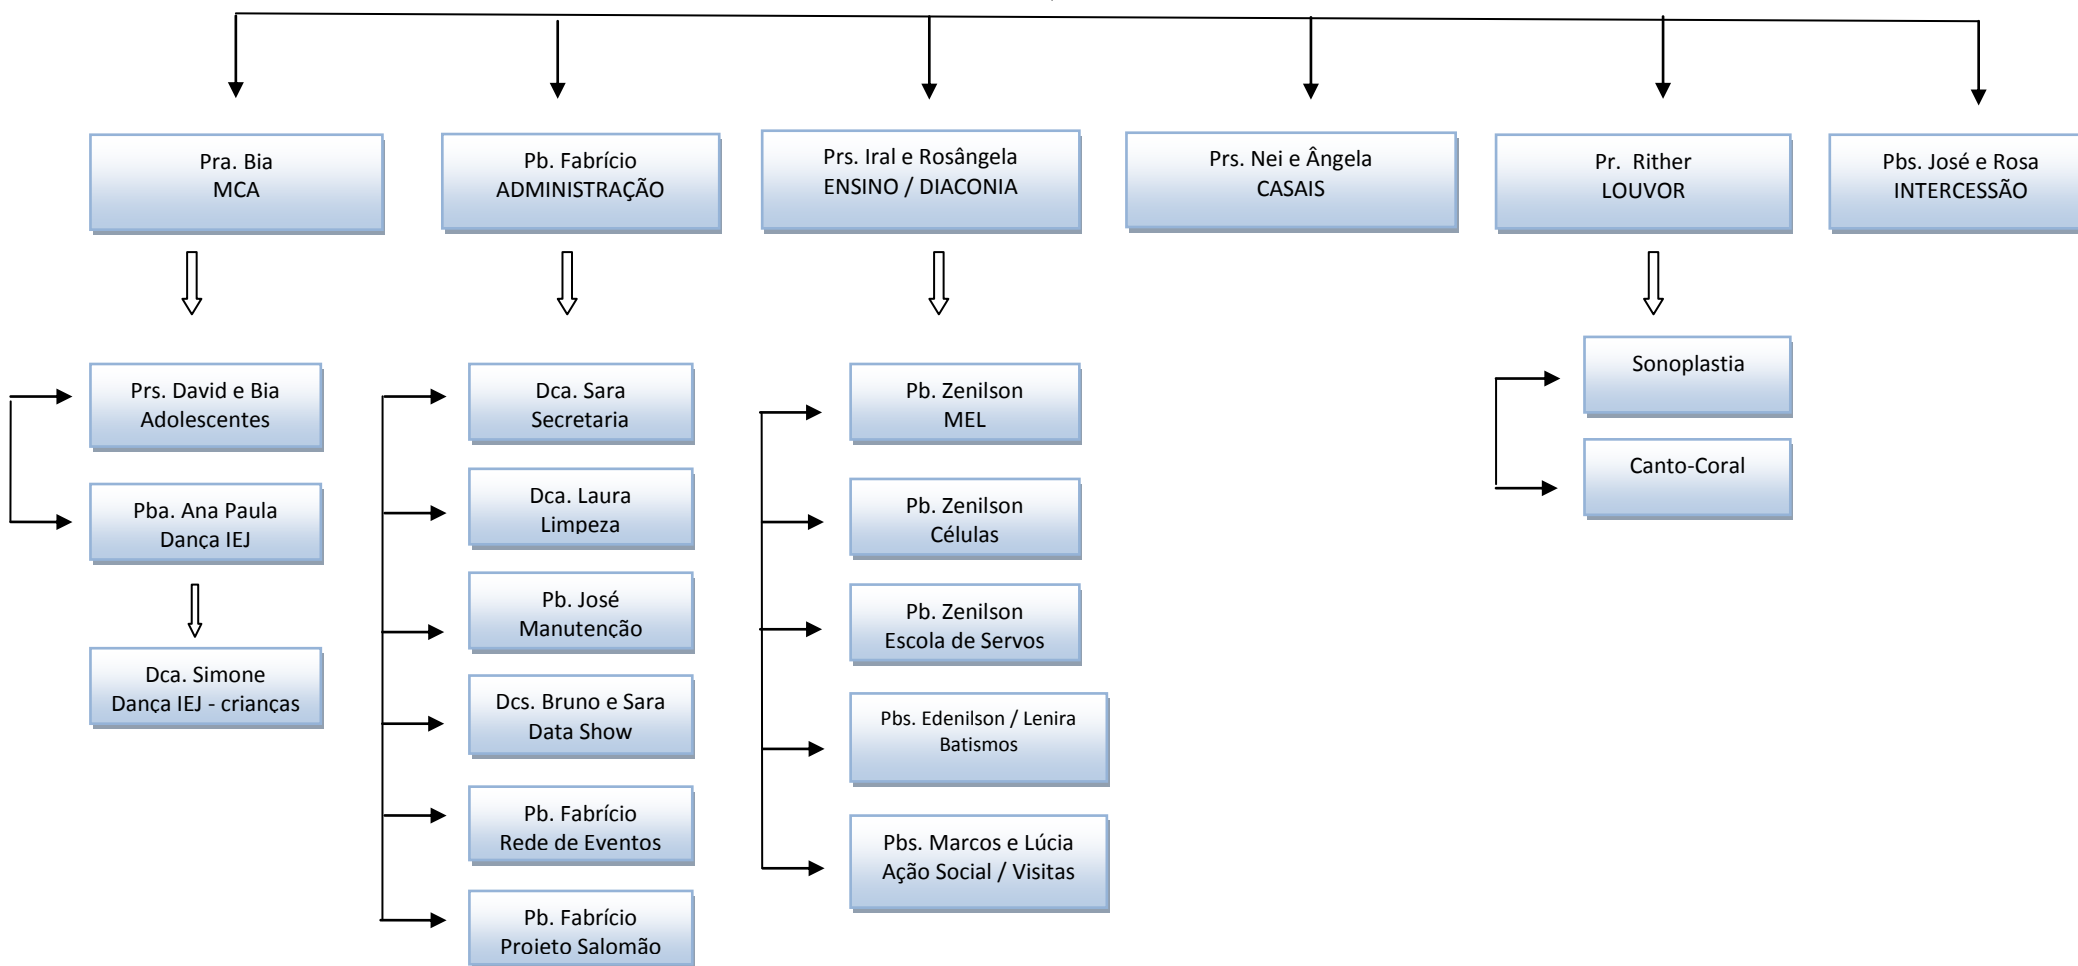 Pra. Bia
MCA
Pb. Fabrício
ADMINISTRAÇÃO
Prs. Iral e Rosângela
ENSINO / DIACONIA
Prs. Nei e Ângela
CASAIS
Pr. Rither
LOUVOR
Pbs. José e Rosa
INTERCESSÃO
Prs. David e Bia
Adolescentes
Pba. Ana Paula
Dança IEJ
Dca. Simone
Dança IEJ - crianças
Dca. Sara
Secretaria
Dca. Laura
Limpeza
Pb. José
Manutenção
Dcs. Bruno e Sara
Data Show
Pb. Fabrício
Rede de Eventos
Pb. Fabrício
Projeto Salomão
Pb. Zenilson
MEL
Pb. Zenilson
Células
Pb. Zenilson
Escola de Servos
Pbs. Edenilson / Lenira
Batismos
Pbs. Marcos e Lúcia
Ação Social / Visitas
Sonoplastia
Canto-Coral